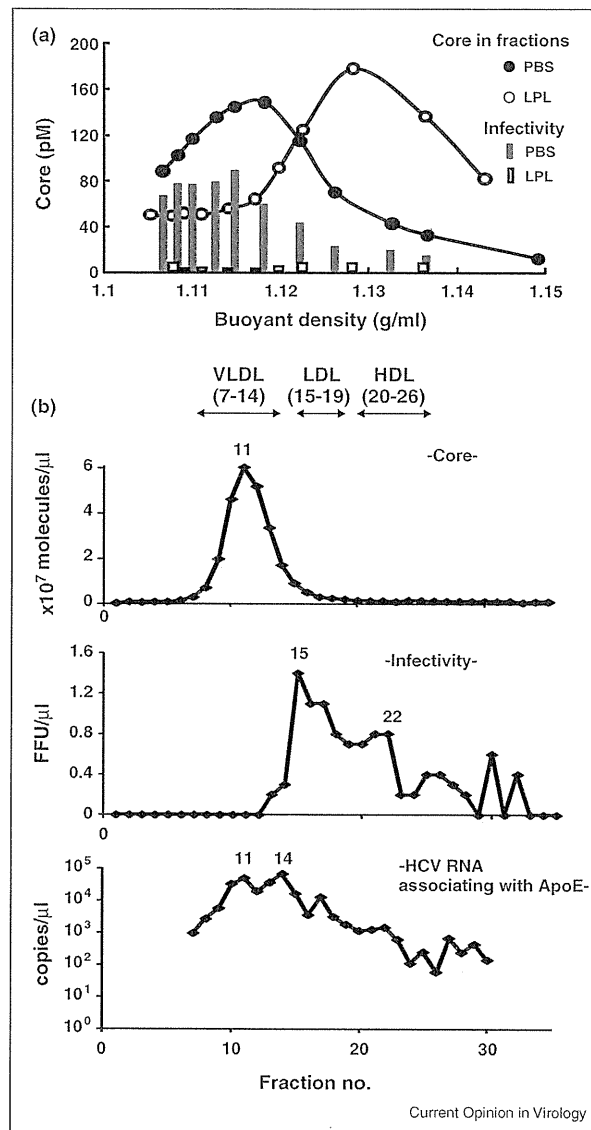 (a)
Core in fractions
PBS
LPL
Infectivity
PBS
LPL
Core (pM)
200
160
120
80
40
0
1.1
1.11
1.12
1.13
1.14
1.15
Buoyant density (g/ml)
(b)
VLDL
(7-14)
LDL
(15-19)
HDL
(20-26)
-Core-
11
x10⁷ molecules/μl
6
4
2
0
0
-Infectivity-
15
22
FFU/μl
1.6
1.2
0.8
0.4
0
0
-HCV RNA
associating with ApoE-
11
14
copies/μl
10⁵
10⁴
10³
10²
10¹
10⁰
0
10
20
30
Fraction no.
Current Opinion in Virology